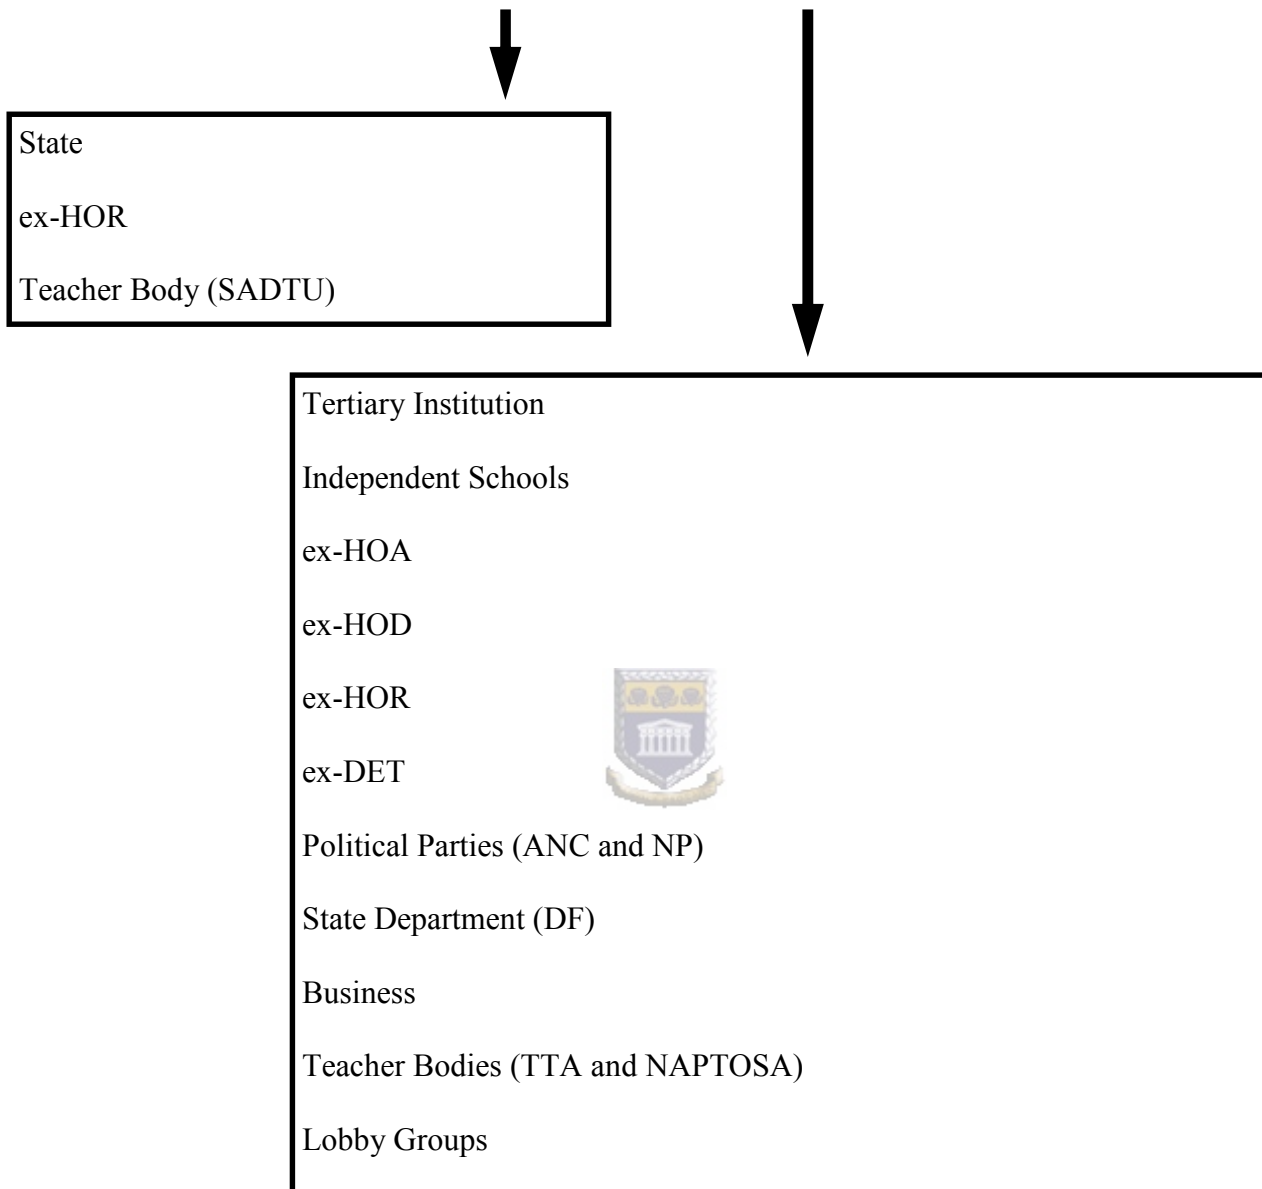 State
ex-HOR
Teacher Body (SADTU)
Tertiary Institution
Independent Schools
ex-HOA
ex-HOD
ex-HOR
ex-DET
Political Parties (ANC and NP)
State Department (DF)
Business
Teacher Bodies (TTA and NAPTOSA)
Lobby Groups